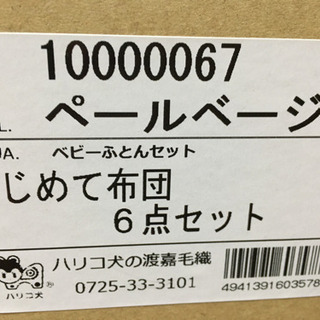 10000067
L. ペールベージ
JA. ベビーふとんセット
じめて布団
6点セット
ハリコ犬の渡嘉毛織
ハリコ犬
0725-33-3101
4941391603578